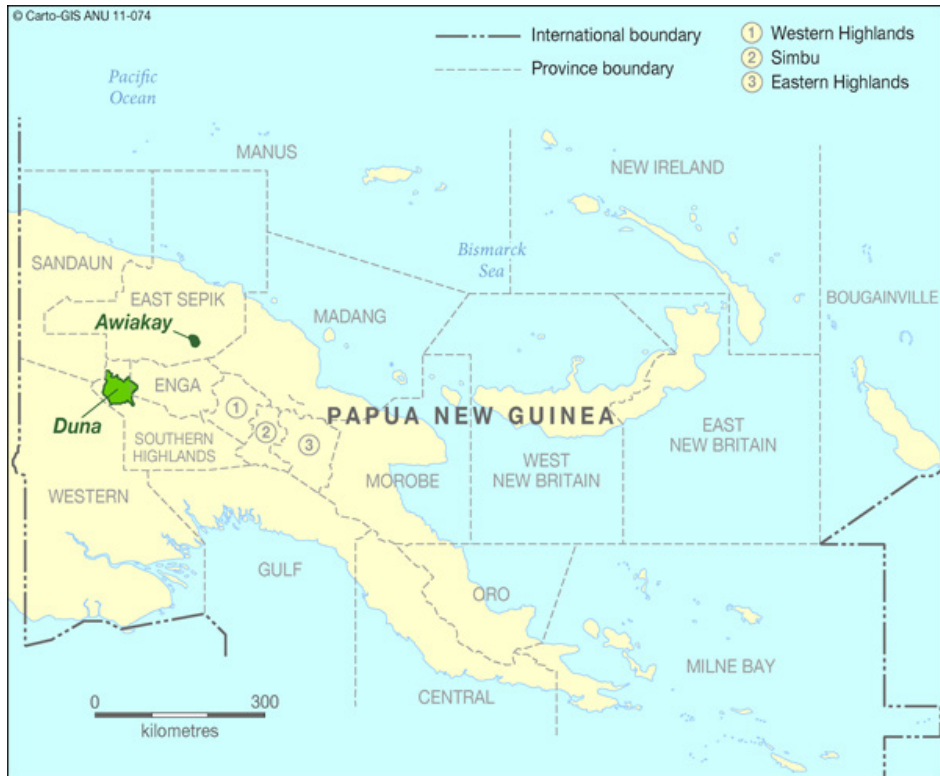 © Carto-GIS ANU 11-074
International boundary
Province boundary
1 Western Highlands
2 Simbu
3 Eastern Highlands
Pacific
Ocean
MANUS
NEW IRELAND
Bismarck
Sea
SANDAUN
EAST SEPIK
Awiakay
MADANG
BOUGAINVILLE
ENGA
1
PAPUA NEW GUINEA
Duna
2
3
SOUTHERN
HIGHLANDS
EAST
NEW BRITAIN
WEST
NEW BRITAIN
MOROBE
WESTERN
GULF
ORO
MILNE BAY
CENTRAL
0 300
kilometres